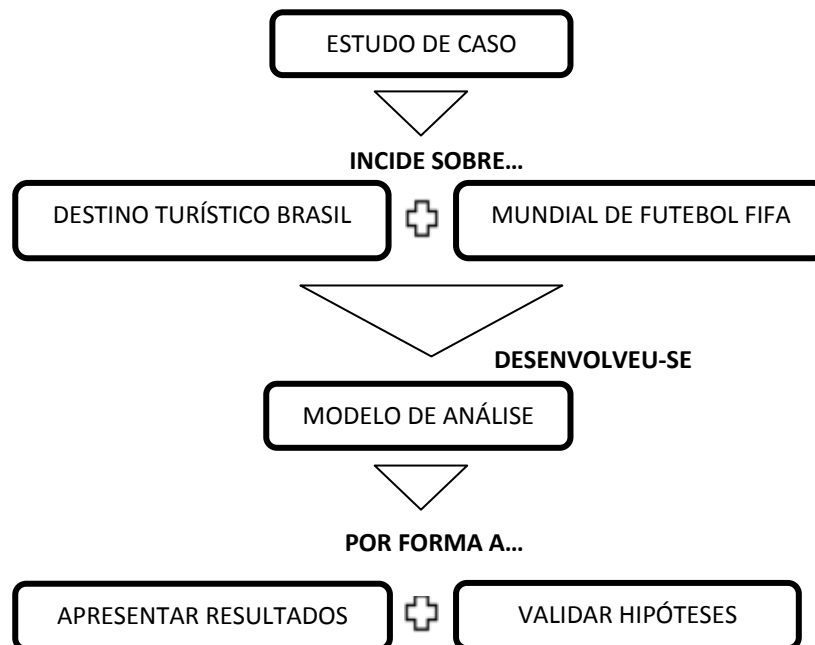 ESTUDO DE CASO
INCIDE SOBRE...
DESTINO TURÍSTICO BRASIL
MUNDIAL DE FUTEBOL FIFA
DESENVOLVEU-SE
MODELO DE ANÁLISE
POR FORMA A...
APRESENTAR RESULTADOS
VALIDAR HIPÓTESES